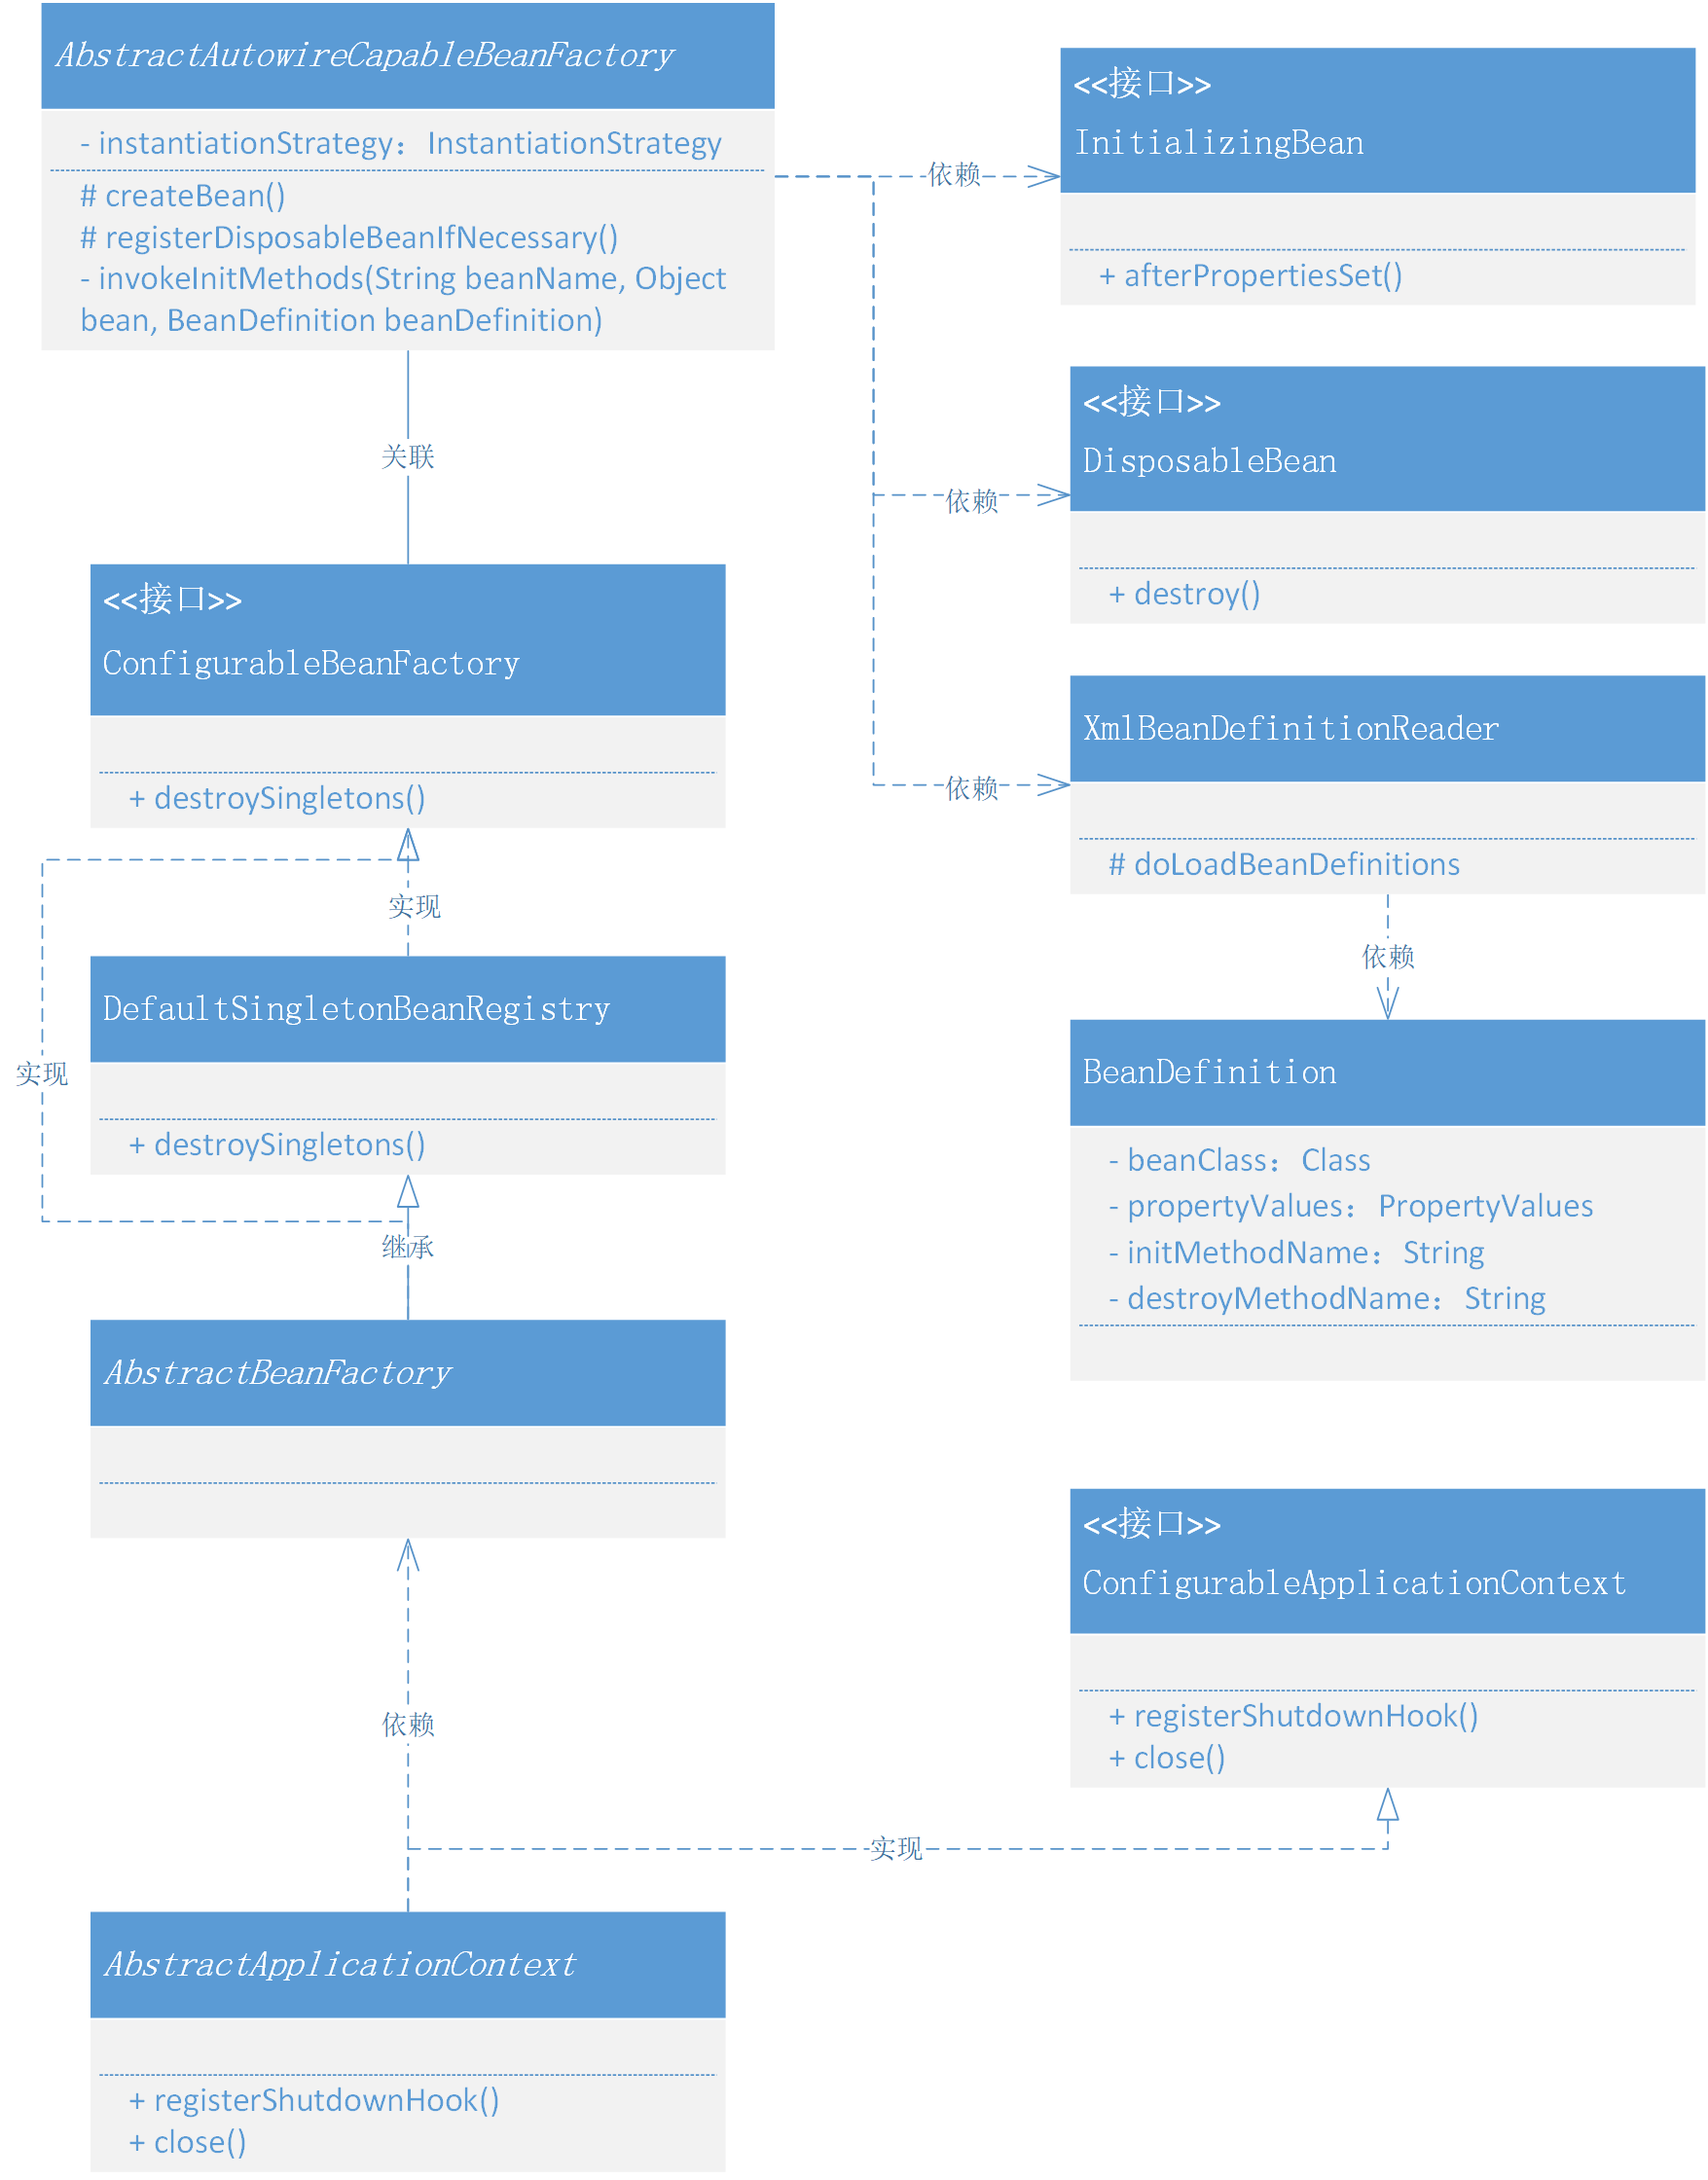 AbstractAutowireCapableBeanFactory
- instantiationStrategy：InstantiationStrategy
# createBean()
# registerDisposableBeanIfNecessary()
- invokeInitMethods(String beanName, Object
bean, BeanDefinition beanDefinition)
依赖
<<接口>>
InitializingBean
+ afterPropertiesSet()
依赖
<<接口>>
DisposableBean
+ destroy()
依赖
XmlBeanDefinitionReader
# doLoadBeanDefinitions
依赖
BeanDefinition
- beanClass：Class
- propertyValues：PropertyValues
- initMethodName：String
- destroyMethodName：String
关联
<<接口>>
ConfigurableBeanFactory
+ destroySingletons()
实现
DefaultSingletonBeanRegistry
+ destroySingletons()
实现
继承
AbstractBeanFactory
依赖
<<接口>>
ConfigurableApplicationContext
+ registerShutdownHook()
+ close()
实现
AbstractApplicationContext
+ registerShutdownHook()
+ close()